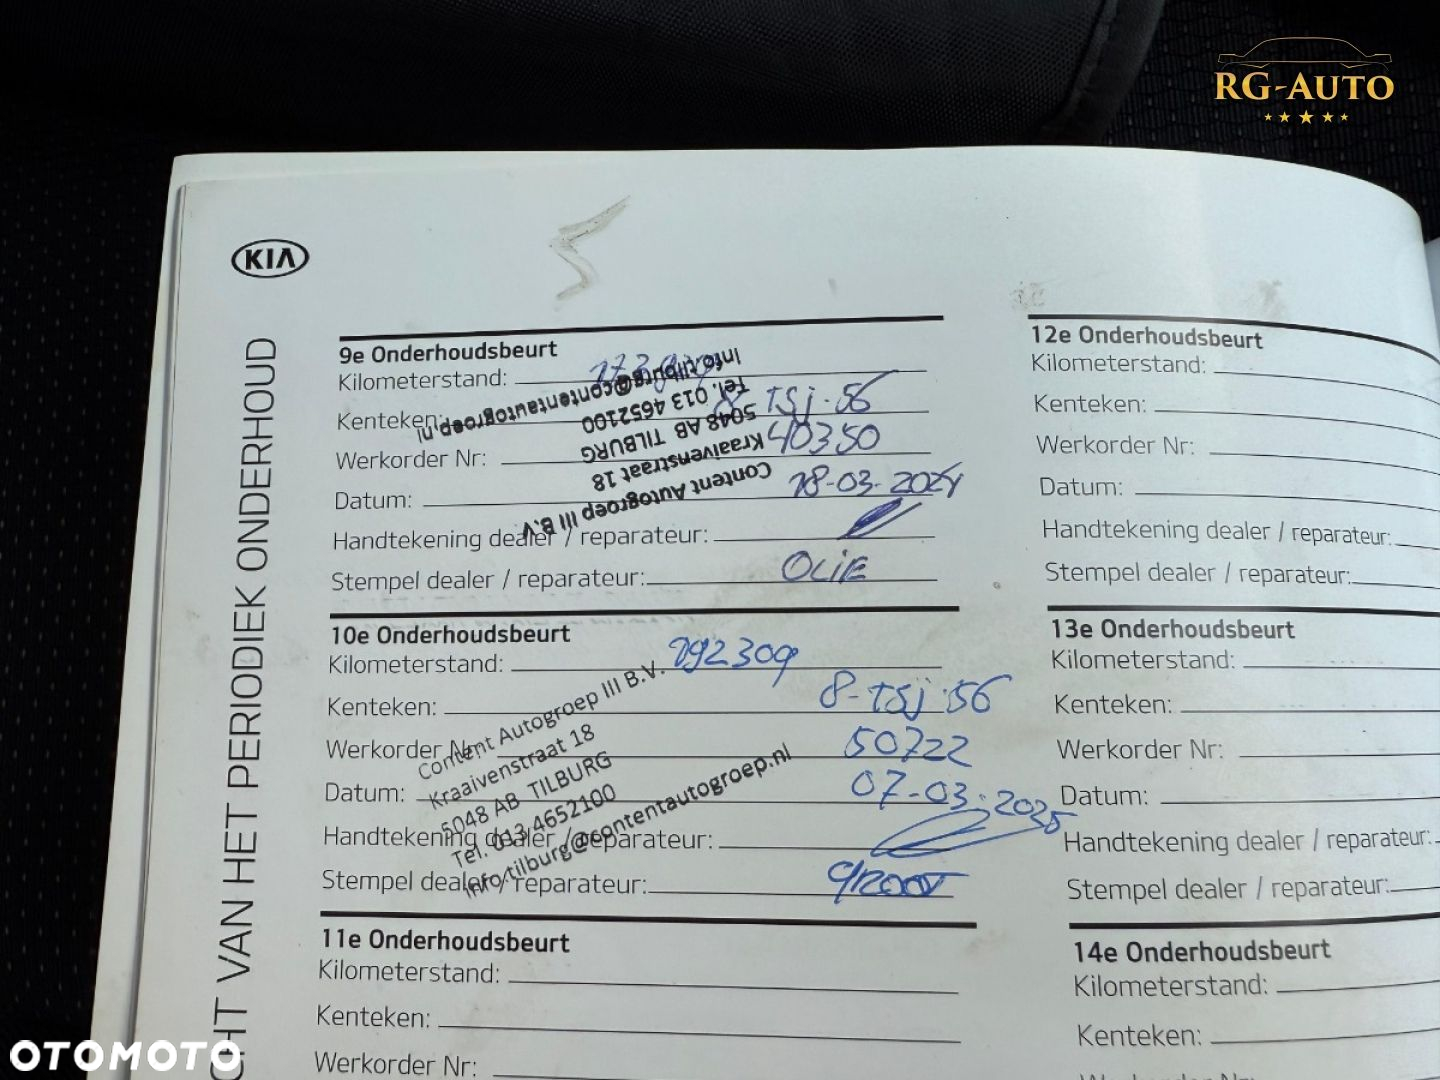 RG-AUTO
KIA
CHT VAN HET PERIODIEK ONDERHOUD
9e Onderhoudsbeurt
Kilometerstand:
Kenteken: 8-TSJ-56
Werkorder Nr: 40350
Datum: 18-03-2024
Handtekening dealer / reparateur:
Stempel dealer / reparateur: OLIE
Content Autogroep III B.V.
Kraaivenstraat 18
5048 AB TILBURG
Tel. 013 4652100
info.tilburg@contentautogroep.nl
10e Onderhoudsbeurt
Kilometerstand: 192309
Kenteken: 8-TSJ-56
Werkorder Nr: 50722
Datum: 07-03-2025
Handtekening dealer / reparateur:
Stempel dealer / reparateur: GROOT
Content Autogroep III B.V.
Kraaivenstraat 18
5048 AB TILBURG
Tel. 013 4652100
info.tilburg@contentautogroep.nl
11e Onderhoudsbeurt
Kilometerstand:
Kenteken:
Werkorder Nr:
12e Onderhoudsbeurt
Kilometerstand:
Kenteken:
Werkorder Nr:
Datum:
Handtekening dealer / reparateur:
Stempel dealer / reparateur:
13e Onderhoudsbeurt
Kilometerstand:
Kenteken:
Werkorder Nr:
Datum:
Handtekening dealer / reparateur:
Stempel dealer / reparateur:
14e Onderhoudsbeurt
Kilometerstand:
Kenteken:
OTOMOTO